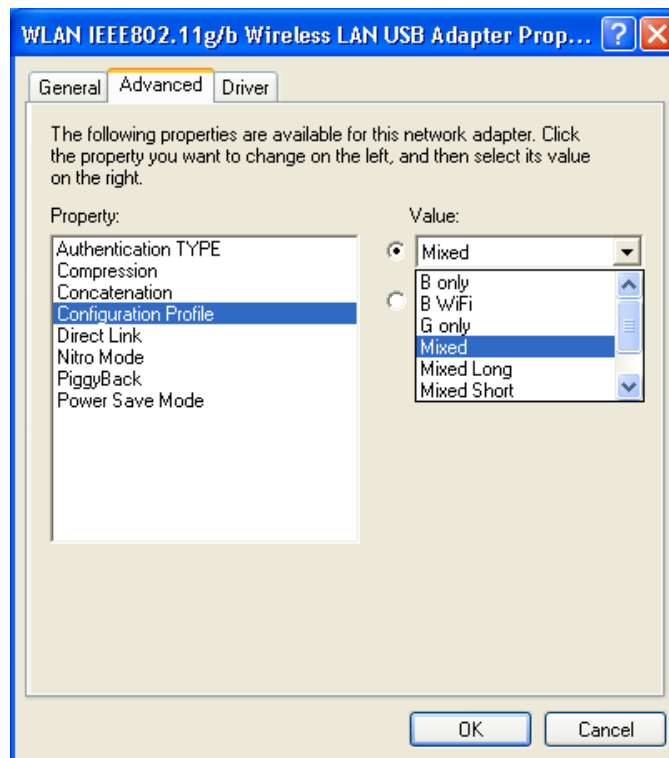 WLAN IEEE802.11g/b Wireless LAN USB Adapter Prop...
General Advanced Driver
The following properties are available for this network adapter. Click
the property you want to change on the left, and then select its value
on the right.
Property:
Authentication TYPE
Compression
Concatenation
Configuration Profile
Direct Link
Nitro Mode
PiggyBack
Power Save Mode
Value:
Mixed
B only
B WiFi
G only
Mixed
Mixed Long
Mixed Short
OK Cancel